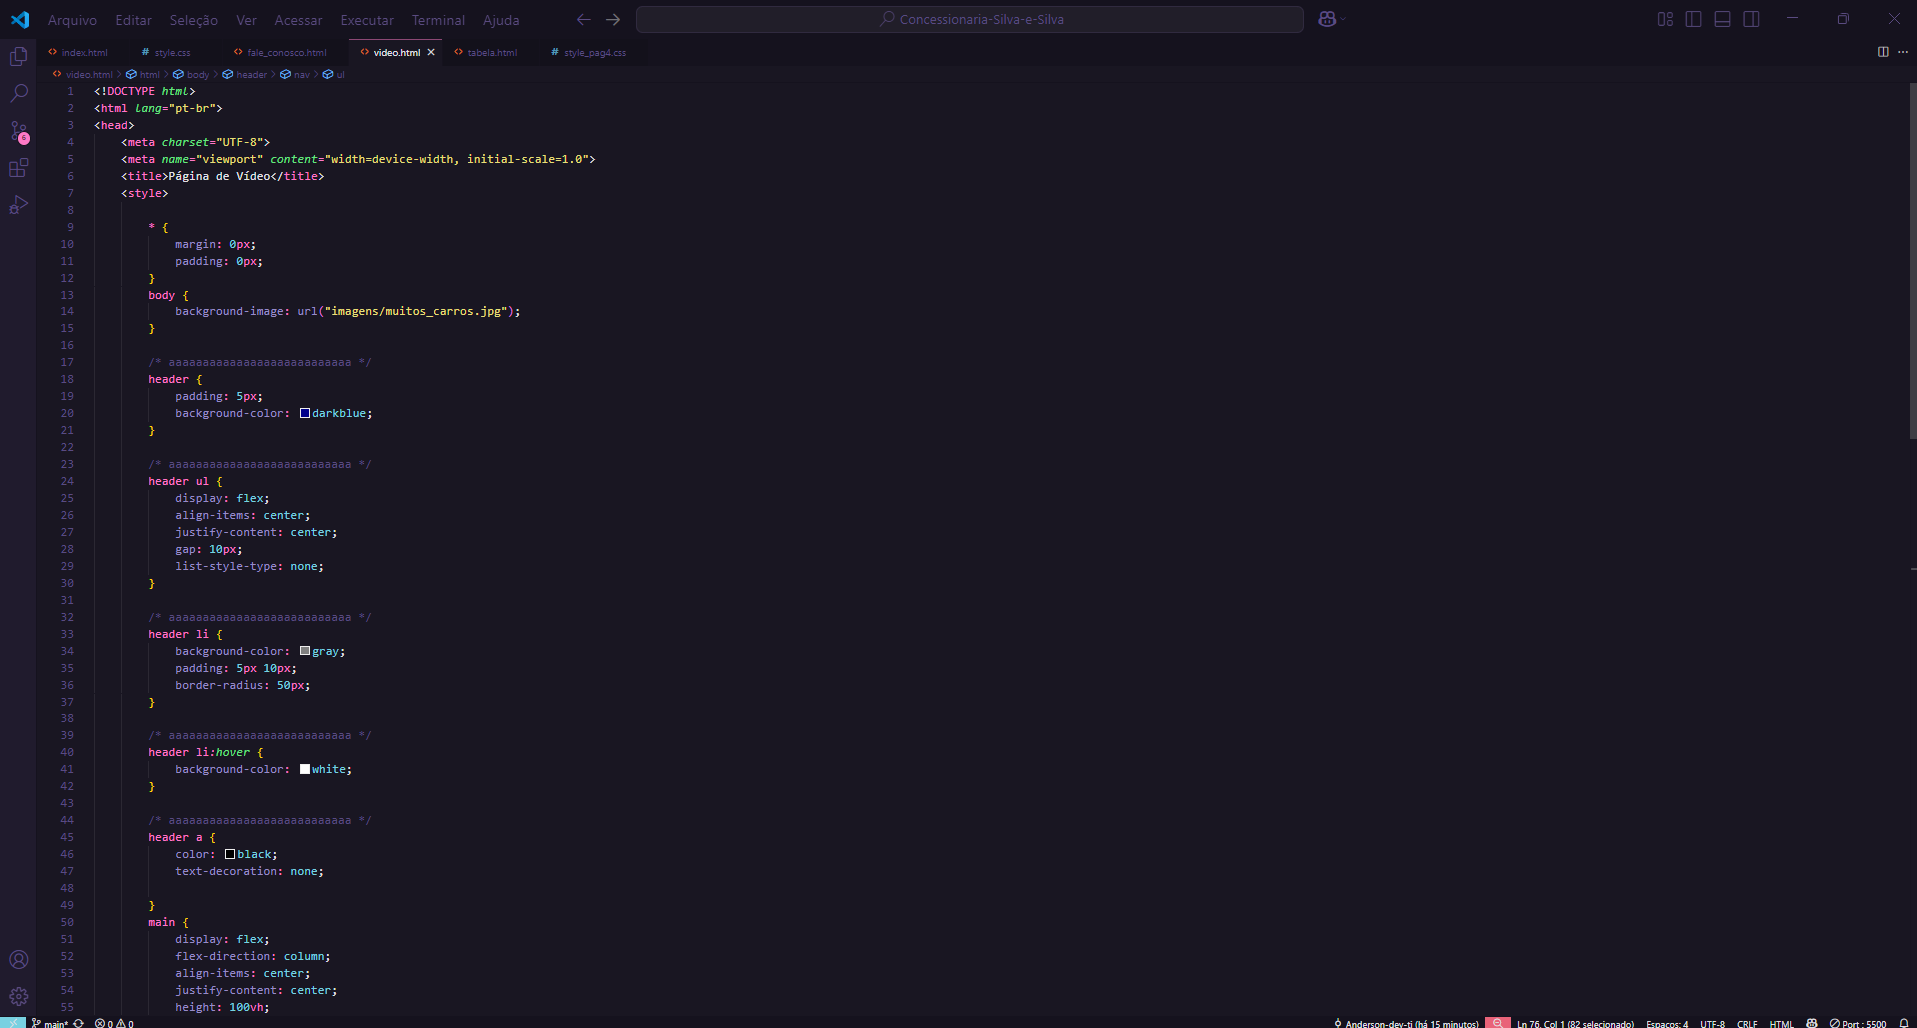 Arquivo Editar Seleção Ver Acessar Executar Terminal Ajuda Concessionaria-Silva-e-Silva
index.html # style.css fale_conosco.html video.html tabela.html # style_pag4.css
video.html > html > body > header > nav > ul
1 <!DOCTYPE html>
2 <html lang="pt-br">
3 <head>
4 <meta charset="UTF-8">
5 <meta name="viewport" content="width=device-width, initial-scale=1.0">
6 <title>Página de Vídeo</title>
7 <style>
8
9 * {
10 margin: 0px;
11 padding: 0px;
12 }
13 body {
14 background-image: url("imagens/muitos_carros.jpg");
15 }
16
17 /* aaaaaaaaaaaaaaaaaaaaaaaaaaa */
18 header {
19 padding: 5px;
20 background-color: darkblue;
21 }
22
23 /* aaaaaaaaaaaaaaaaaaaaaaaaaaa */
24 header ul {
25 display: flex;
26 align-items: center;
27 justify-content: center;
28 gap: 10px;
29 list-style-type: none;
30 }
31
32 /* aaaaaaaaaaaaaaaaaaaaaaaaaaa */
33 header li {
34 background-color: gray;
35 padding: 5px 10px;
36 border-radius: 50px;
37 }
38
39 /* aaaaaaaaaaaaaaaaaaaaaaaaaaa */
40 header li:hover {
41 background-color: white;
42 }
43
44 /* aaaaaaaaaaaaaaaaaaaaaaaaaaa */
45 header a {
46 color: black;
47 text-decoration: none;
48
49 }
50 main {
51 display: flex;
52 flex-direction: column;
53 align-items: center;
54 justify-content: center;
55 height: 100vh;
6
main* 0 0 Anderson-dev-ti (há 15 minutos) Ln 76, Col 1 (82 selecionado) Espaços: 4 UTF-8 CRLF HTML Port : 5500